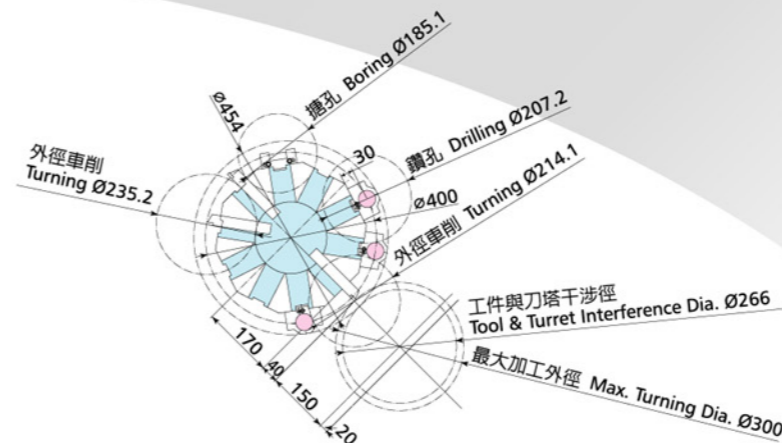 搪孔 Boring Ø185.1
ø454
鑽孔 Drilling Ø207.2
30
外徑車削
Turning Ø235.2
ø400
外徑車削 Turning Ø214.1
工件與刀塔干涉徑
Tool & Turret Interference Dia. Ø266
最大加工外徑 Max. Turning Dia. Ø300
170
40
150
20